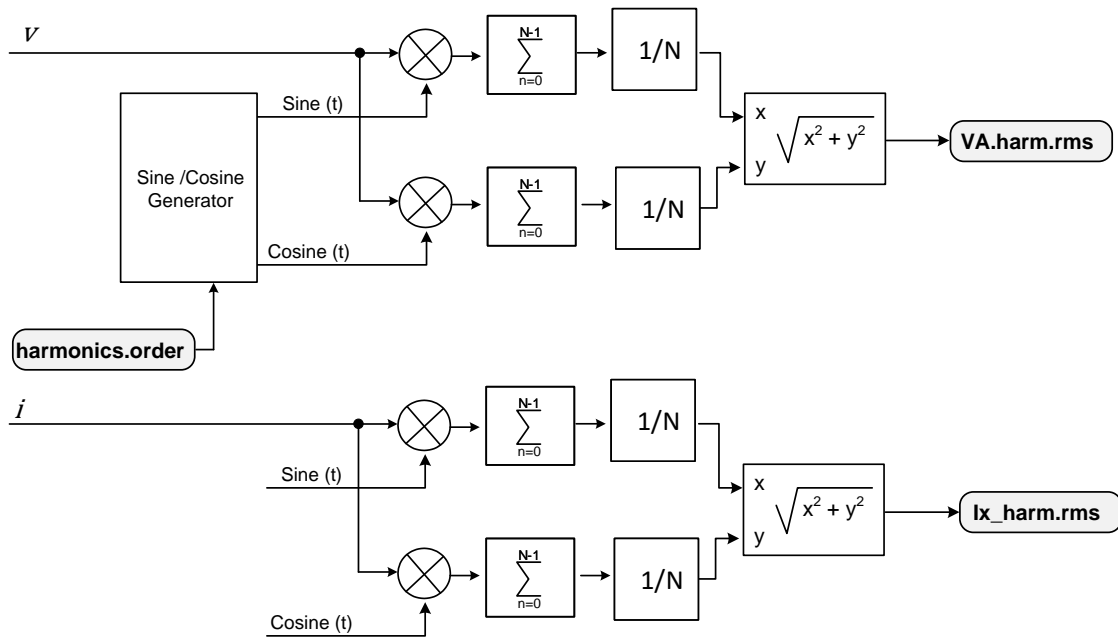 v
N-1
∑
n=0
1/N
Sine (t)
x
y
√x² + y²
VA.harm.rms
Sine /Cosine
Generator
N-1
∑
n=0
1/N
Cosine (t)
harmonics.order
i
N-1
∑
n=0
1/N
Sine (t)
x
y
√x² + y²
Ix_harm.rms
N-1
∑
n=0
1/N
Cosine (t)